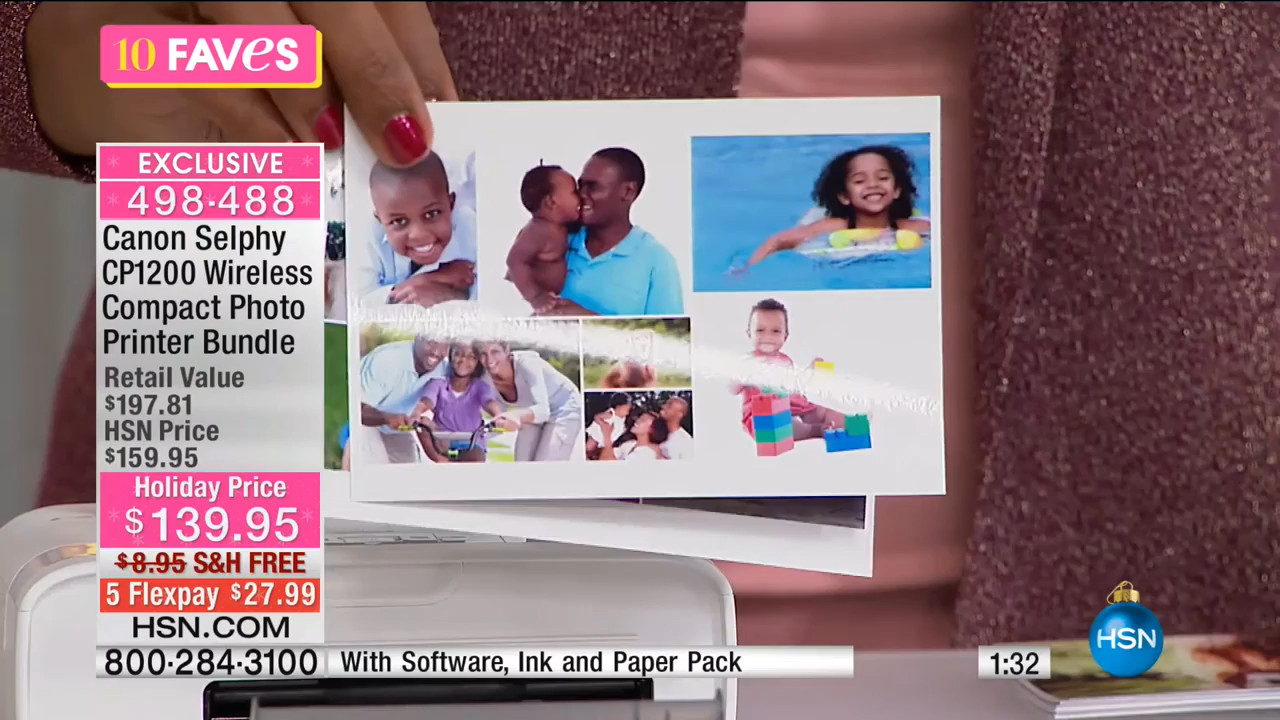 10 FAVeS
EXCLUSIVE
498-488
Canon Selphy
CP1200 Wireless
Compact Photo
Printer Bundle
Retail Value
$197.81
HSN Price
$159.95
Holiday Price
$139.95
$8.95 S&H FREE
5 Flexpay $27.99
HSN.COM
800·284·3100
With Software, Ink and Paper Pack
1:32
HSN